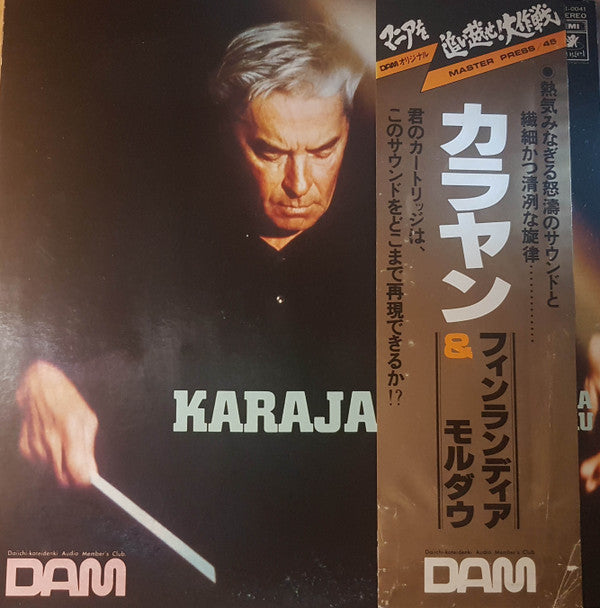 マニアを
追い越せ!大作戦
DAMオリジナル
MASTER PRESS/45
-0041
STEREO
EMI
Angel
●熱気みなぎる怒濤のサウンドと
繊細かつ清冽な旋律…………
カラヤン
&
フィンランディア
モルダウ
君のカートリッジは、
このサウンドをどこまで再現できるか!?
KARAJA
A
U
Daiichi-kateidenki Audio Member's Club.
DAM
Daiichi-kateidenki Audio Member's Club.
DAM